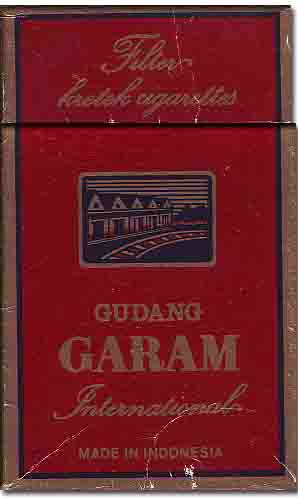 Filter
kretek cigarettes
GUDANG
GARAM
International
MADE IN INDONESIA